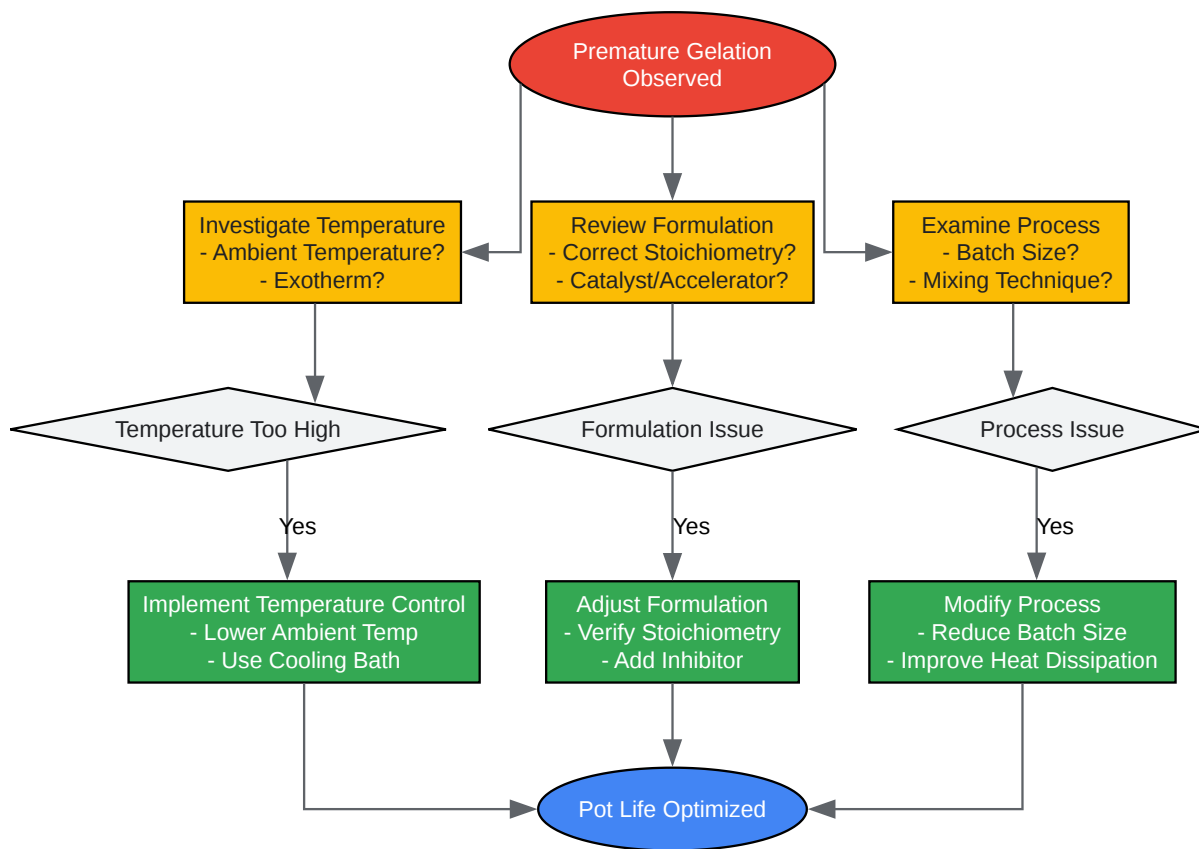 Premature Gelation
Observed
Investigate Temperature
- Ambient Temperature?
- Exotherm?
Review Formulation
- Correct Stoichiometry?
- Catalyst/Accelerator?
Examine Process
- Batch Size?
- Mixing Technique?
Temperature Too High
Formulation Issue
Process Issue
Yes
Yes
Yes
Implement Temperature Control
- Lower Ambient Temp
- Use Cooling Bath
Adjust Formulation
- Verify Stoichiometry
- Add Inhibitor
Modify Process
- Reduce Batch Size
- Improve Heat Dissipation
Pot Life Optimized